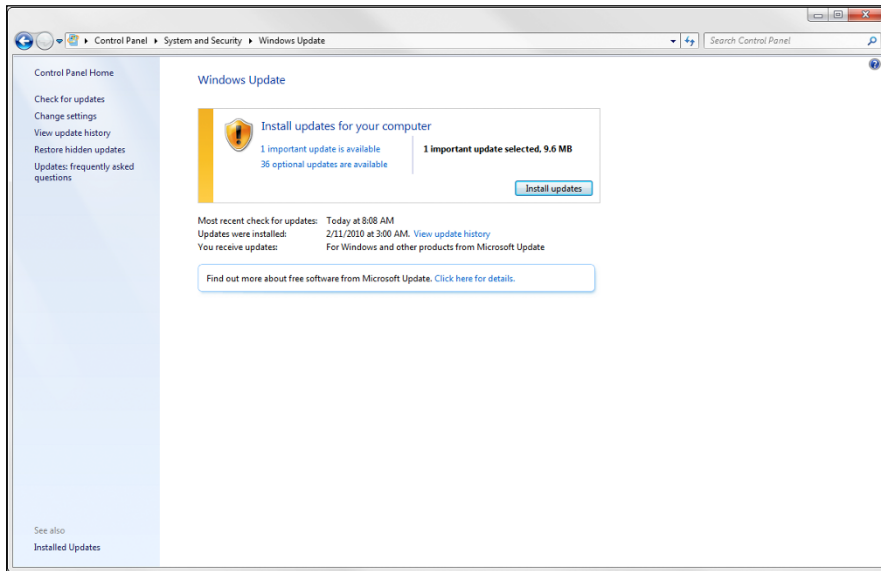 Control Panel ▸ System and Security ▸ Windows Update
Search Control Panel
Control Panel Home
Check for updates
Change settings
View update history
Restore hidden updates
Updates: frequently asked
questions
See also
Installed Updates
Windows Update
Install updates for your computer
1 important update is available
36 optional updates are available
1 important update selected, 9.6 MB
Install updates
Most recent check for updates: Today at 8:08 AM
Updates were installed: 2/11/2010 at 3:00 AM. View update history
You receive updates: For Windows and other products from Microsoft Update
Find out more about free software from Microsoft Update. Click here for details.